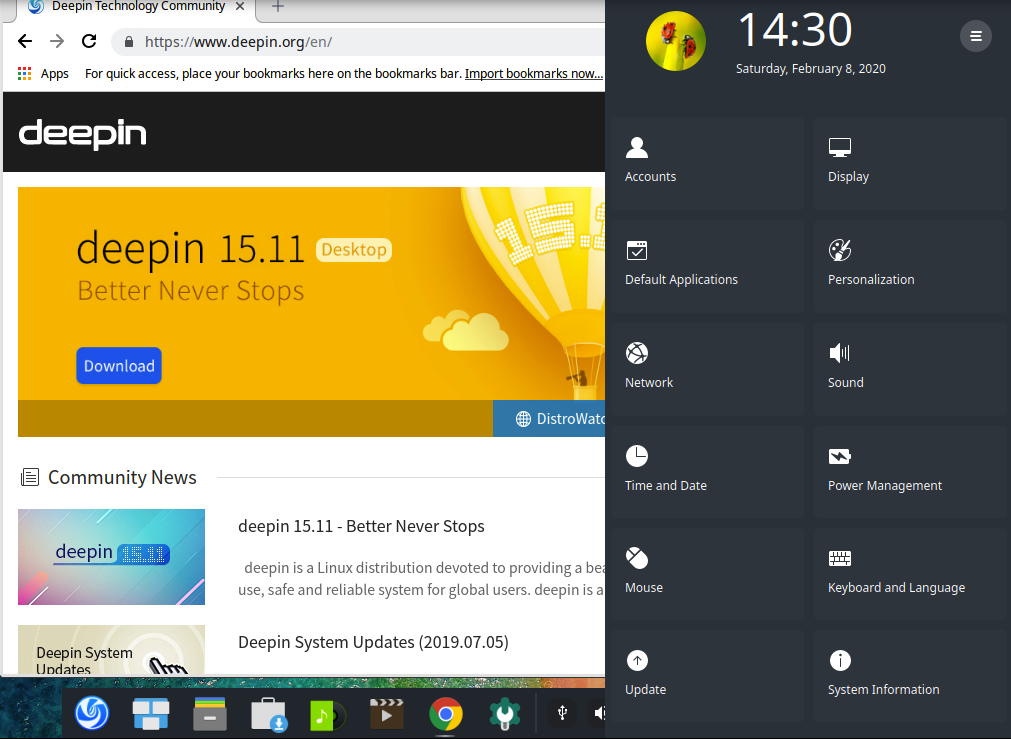 Deepin Technology Community
https://www.deepin.org/en/
Apps For quick access, place your bookmarks here on the bookmarks bar. Import bookmarks now...
deepin
deepin 15.11 Desktop
Better Never Stops
Download
15.1
DistroWatc
Community News
deepin 15.11
deepin 15.11 - Better Never Stops
deepin is a Linux distribution devoted to providing a bea
use, safe and reliable system for global users. deepin is a
Deepin System
Updates
Deepin System Updates (2019.07.05)
14:30
Saturday, February 8, 2020
Accounts
Display
Default Applications
Personalization
Network
Sound
Time and Date
Power Management
Mouse
Keyboard and Language
Update
System Information